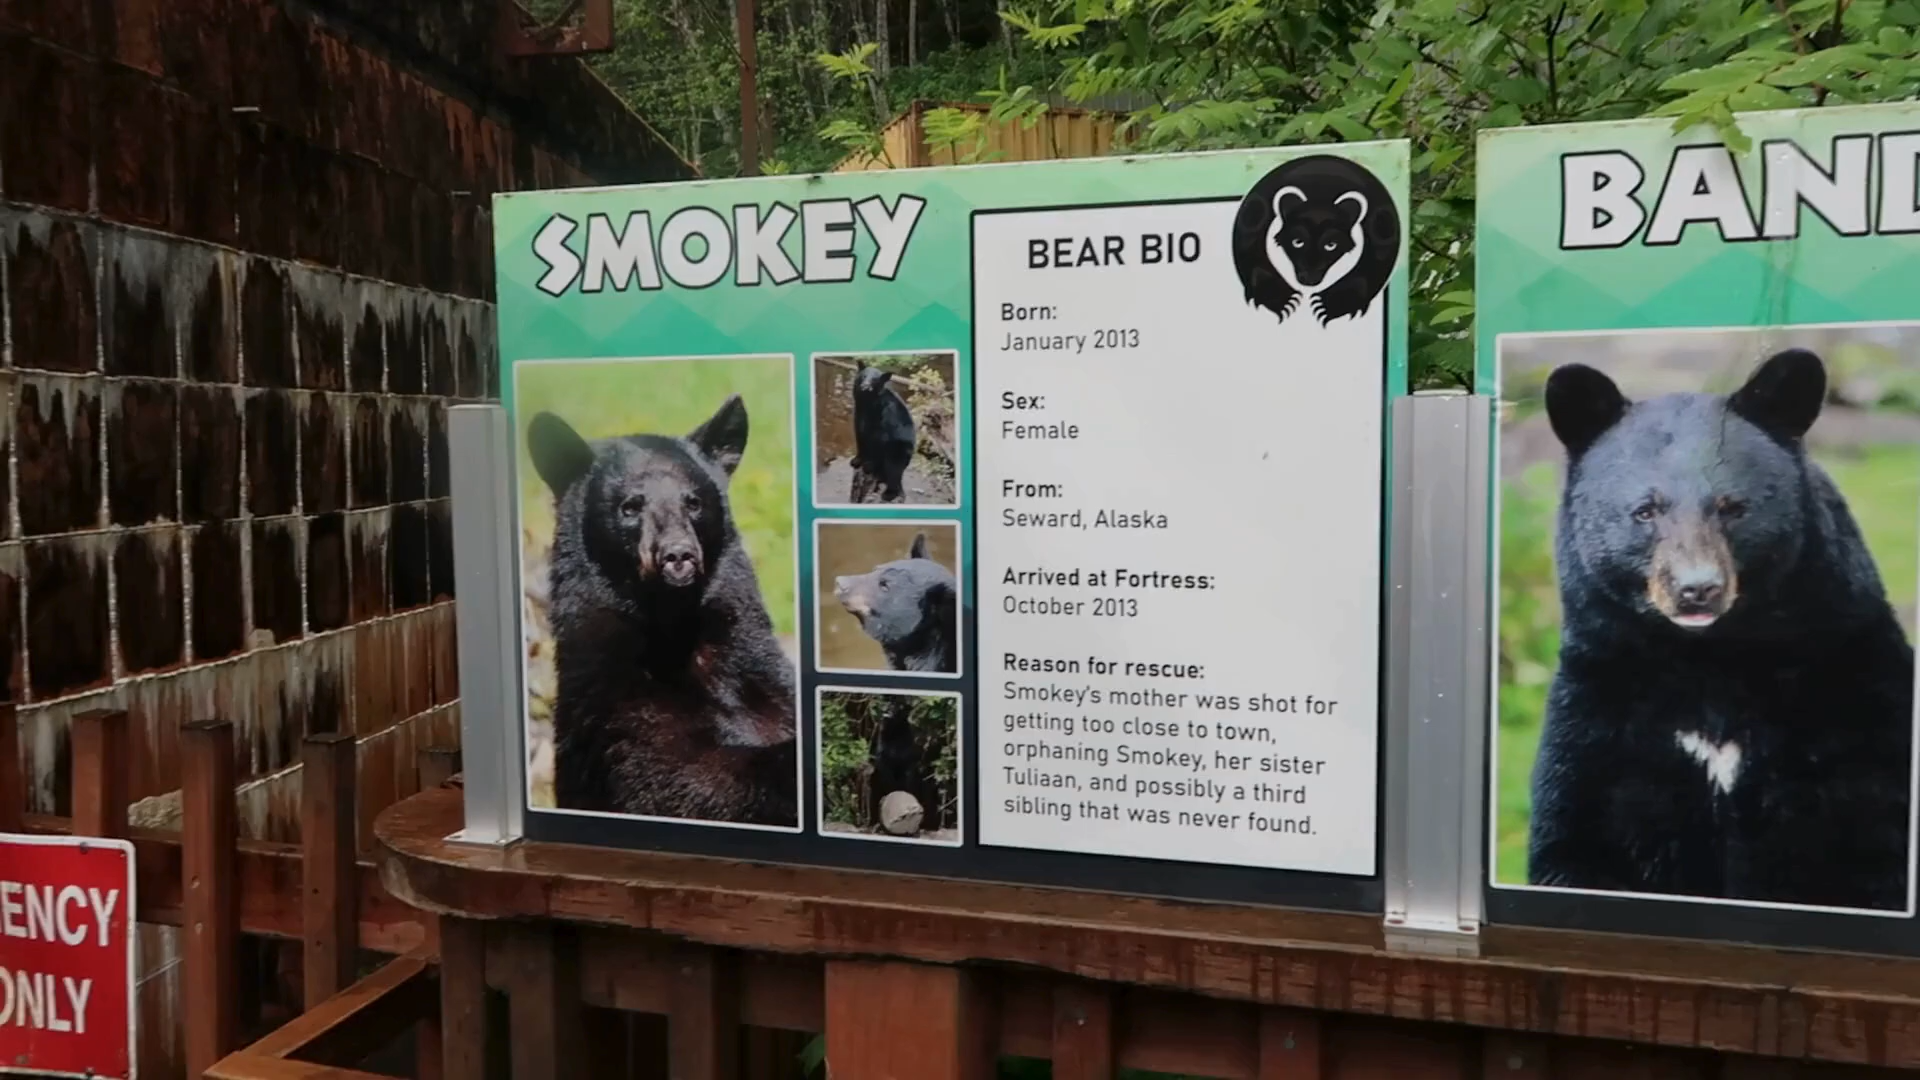 SMOKEY
BEAR BIO
Born:
January 2013
Sex:
Female
From:
Seward, Alaska
Arrived at Fortress:
October 2013
Reason for rescue:
Smokey's mother was shot for
getting too close to town,
orphaning Smokey, her sister
Tuliaan, and possibly a third
sibling that was never found.
BAND
ENCY
ONLY